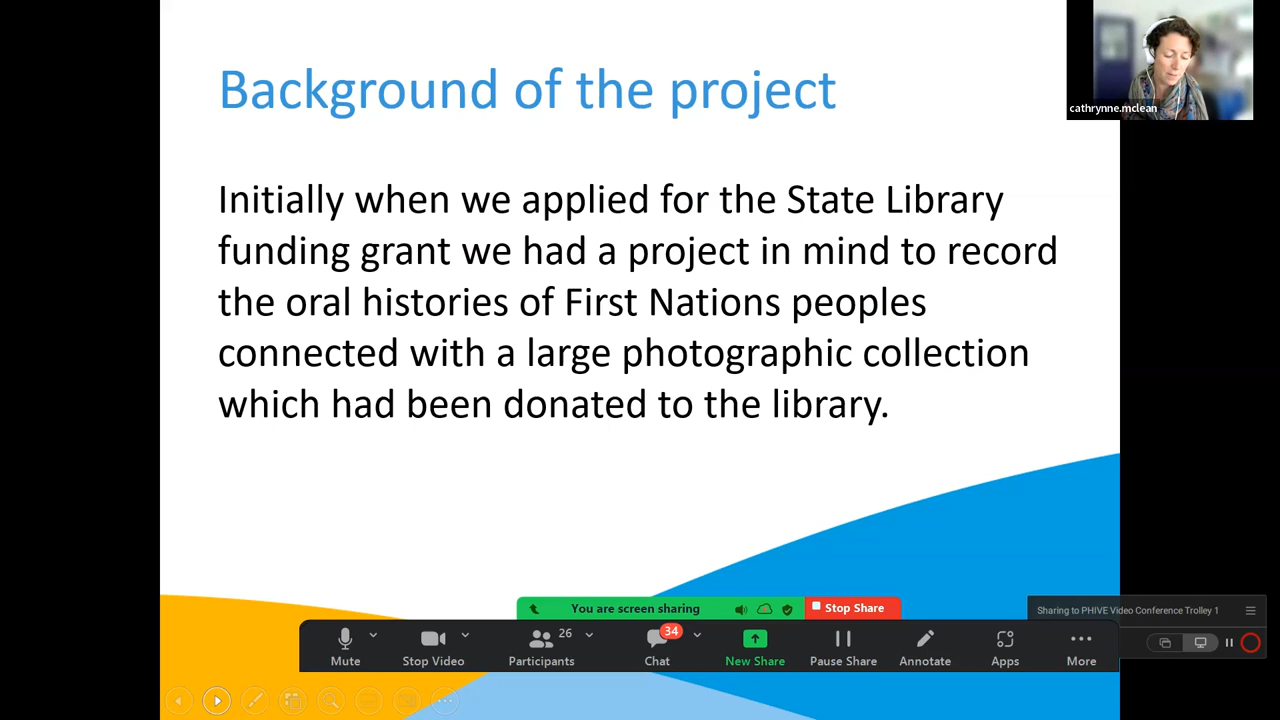 Background of the project
cathrynne.mclean
Initially when we applied for the State Library
funding grant we had a project in mind to record
the oral histories of First Nations peoples
connected with a large photographic collection
which had been donated to the library.
You are screen sharing
Stop Share
Sharing to PHIVE Video Conference Trolley 1
26
34
Mute
Stop Video
Participants
Chat
New Share
Pause Share
Annotate
Apps
More